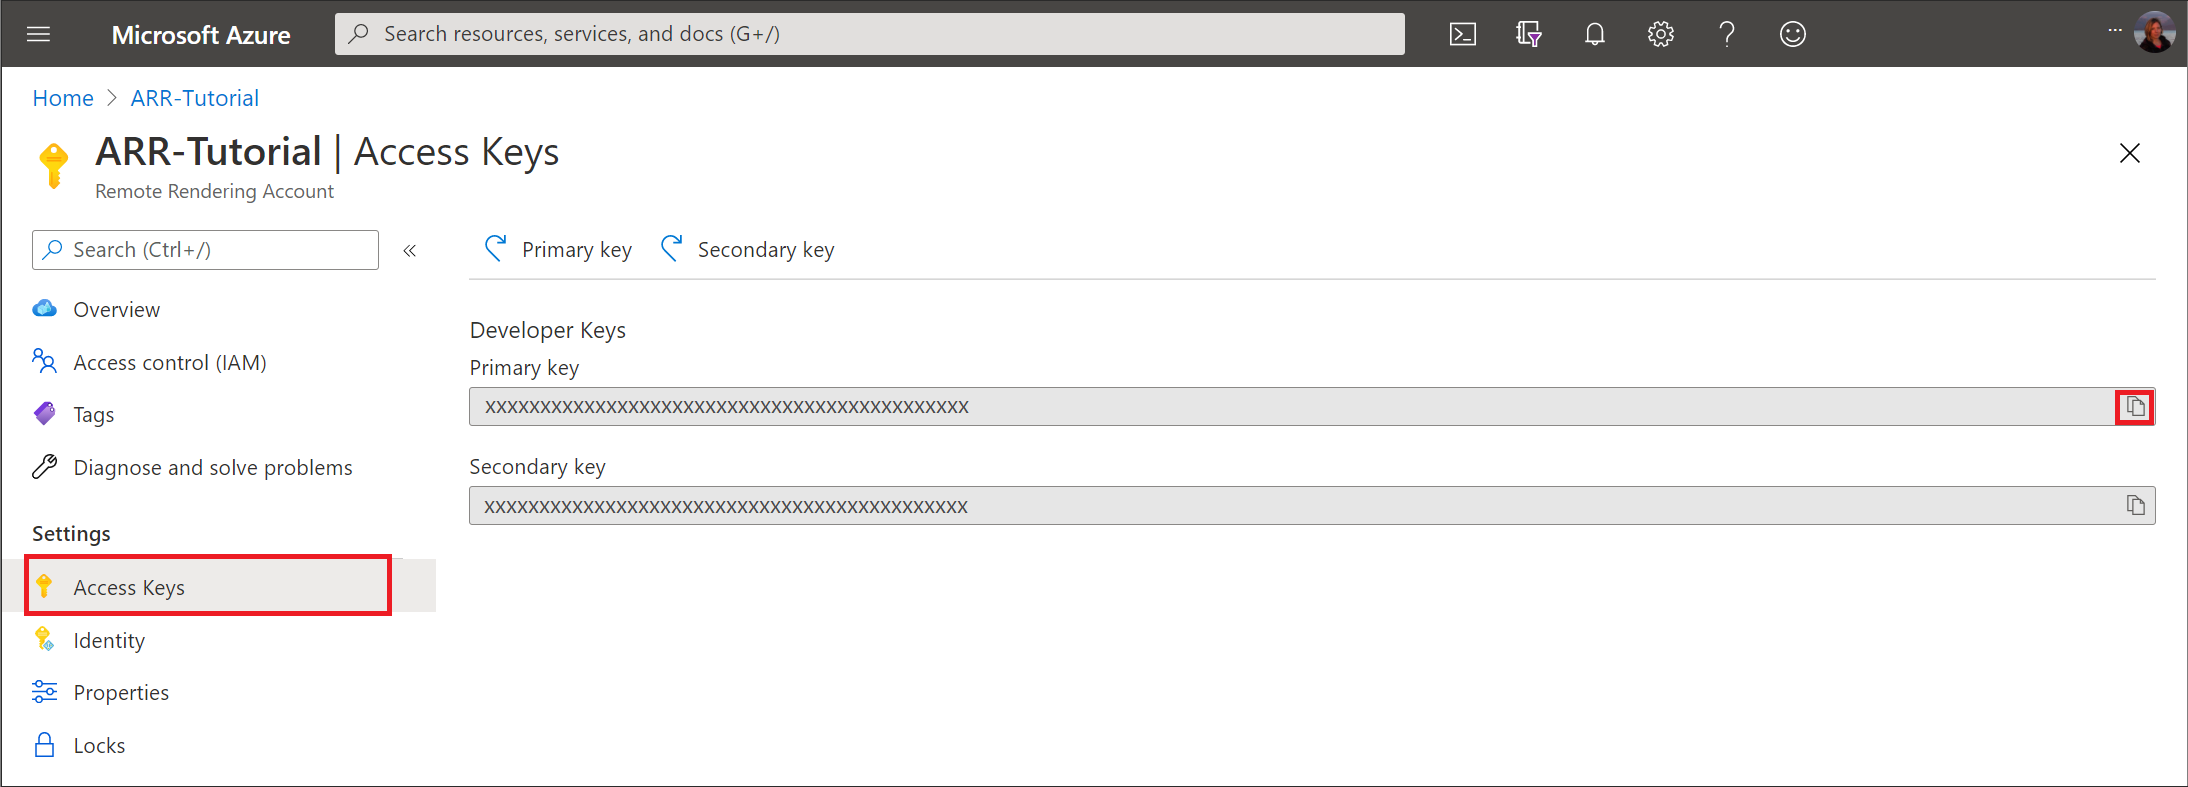 Microsoft Azure
Search resources, services, and docs (G+/)
Home > ARR-Tutorial
ARR-Tutorial | Access Keys
Remote Rendering Account
Search (Ctrl+/)
«
Primary key
Secondary key
Overview
Access control (IAM)
Tags
Diagnose and solve problems
Settings
Access Keys
Identity
Properties
Locks
Developer Keys
Primary key
xxxxxxxxxxxxxxxxxxxxxxxxxxxxxxxxxxxxxxxxxxxx
Secondary key
xxxxxxxxxxxxxxxxxxxxxxxxxxxxxxxxxxxxxxxxxxxx